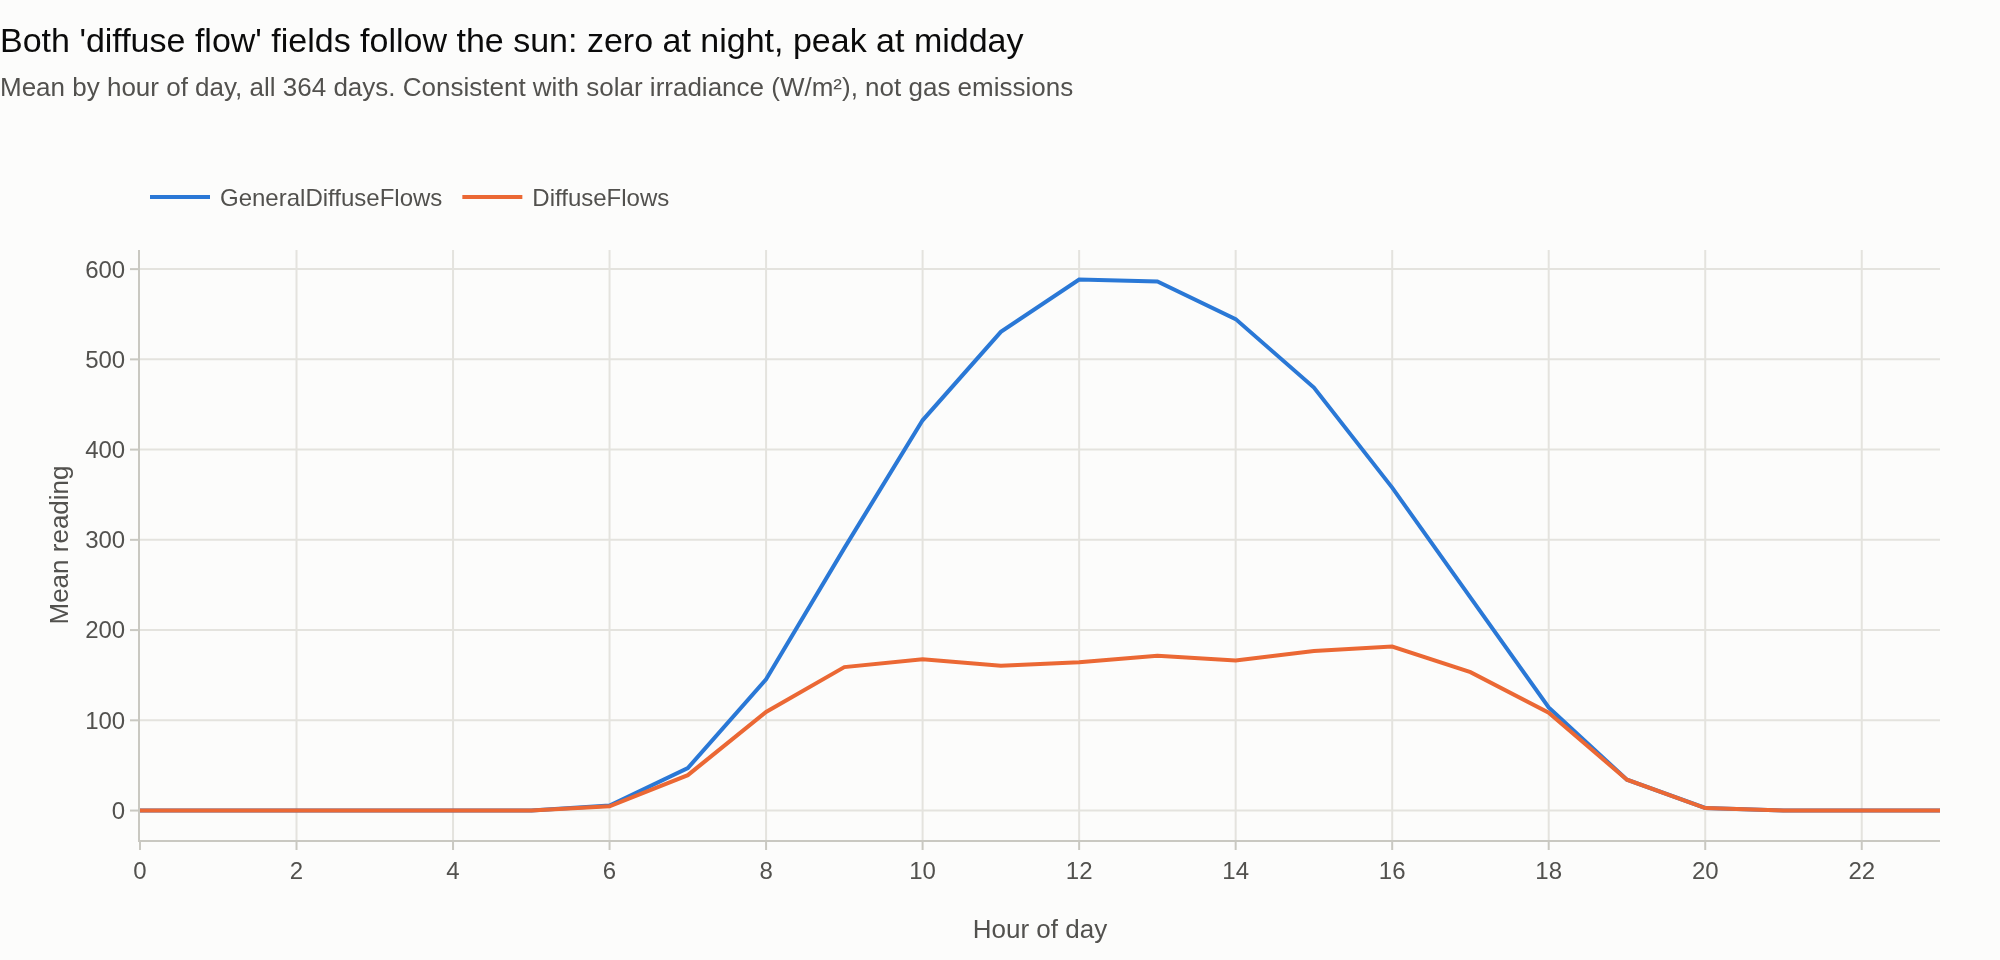 Both 'diffuse flow' fields follow the sun: zero at night, peak at midday
Mean by hour of day, all 364 days. Consistent with solar irradiance (W/m²), not gas emissions
GeneralDiffuseFlows DiffuseFlows
600
500
400
300
200
100
0
Mean reading
0 2 4 6 8 10 12 14 16 18 20 22
Hour of day